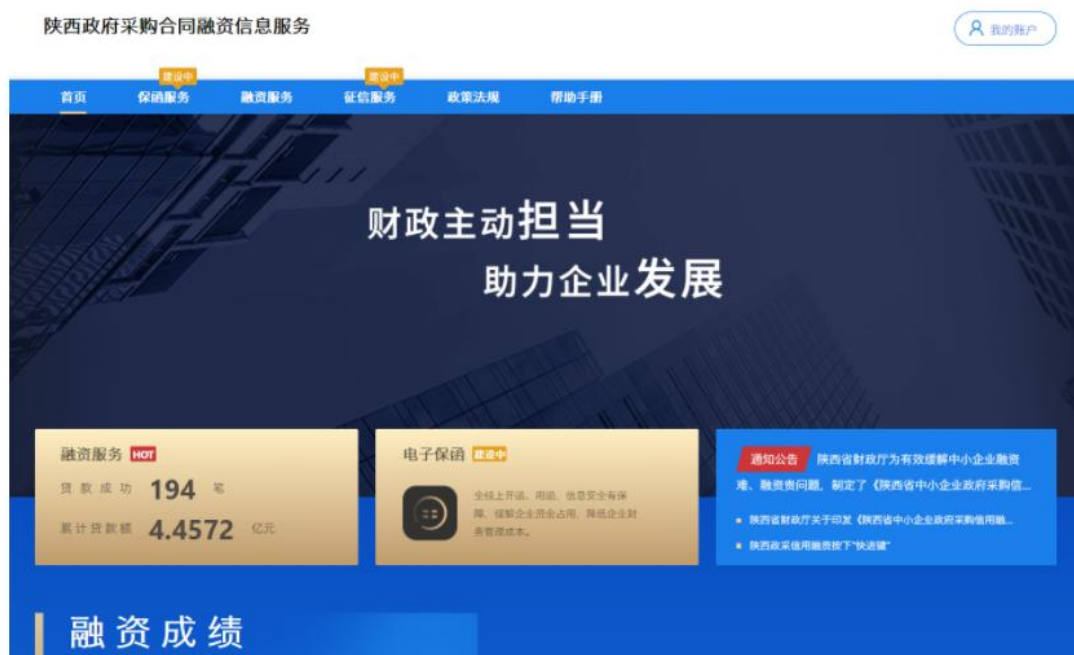 陕西政府采购合同融资信息服务
我的账户
建设中
建设中
首页
保函服务
融资服务
征信服务
政策法规
帮助手册
财政主动担当
助力企业发展
融资服务 HOT
贷款成功 194 笔
累计贷款额 4.4572 亿元
电子保函 建设中
全线上开函、用函、信息安全有保
障，缓解企业资金占用，降低企业财
务管理成本。
通知公告 陕西省财政厅为有效缓解中小企业融资
难、融资贵问题，制定了《陕西省中小企业政府采购信...
陕西省财政厅关于印发《陕西省中小企业政府采购信用融...
陕西政采信用融资按下“快进键”
融资成绩